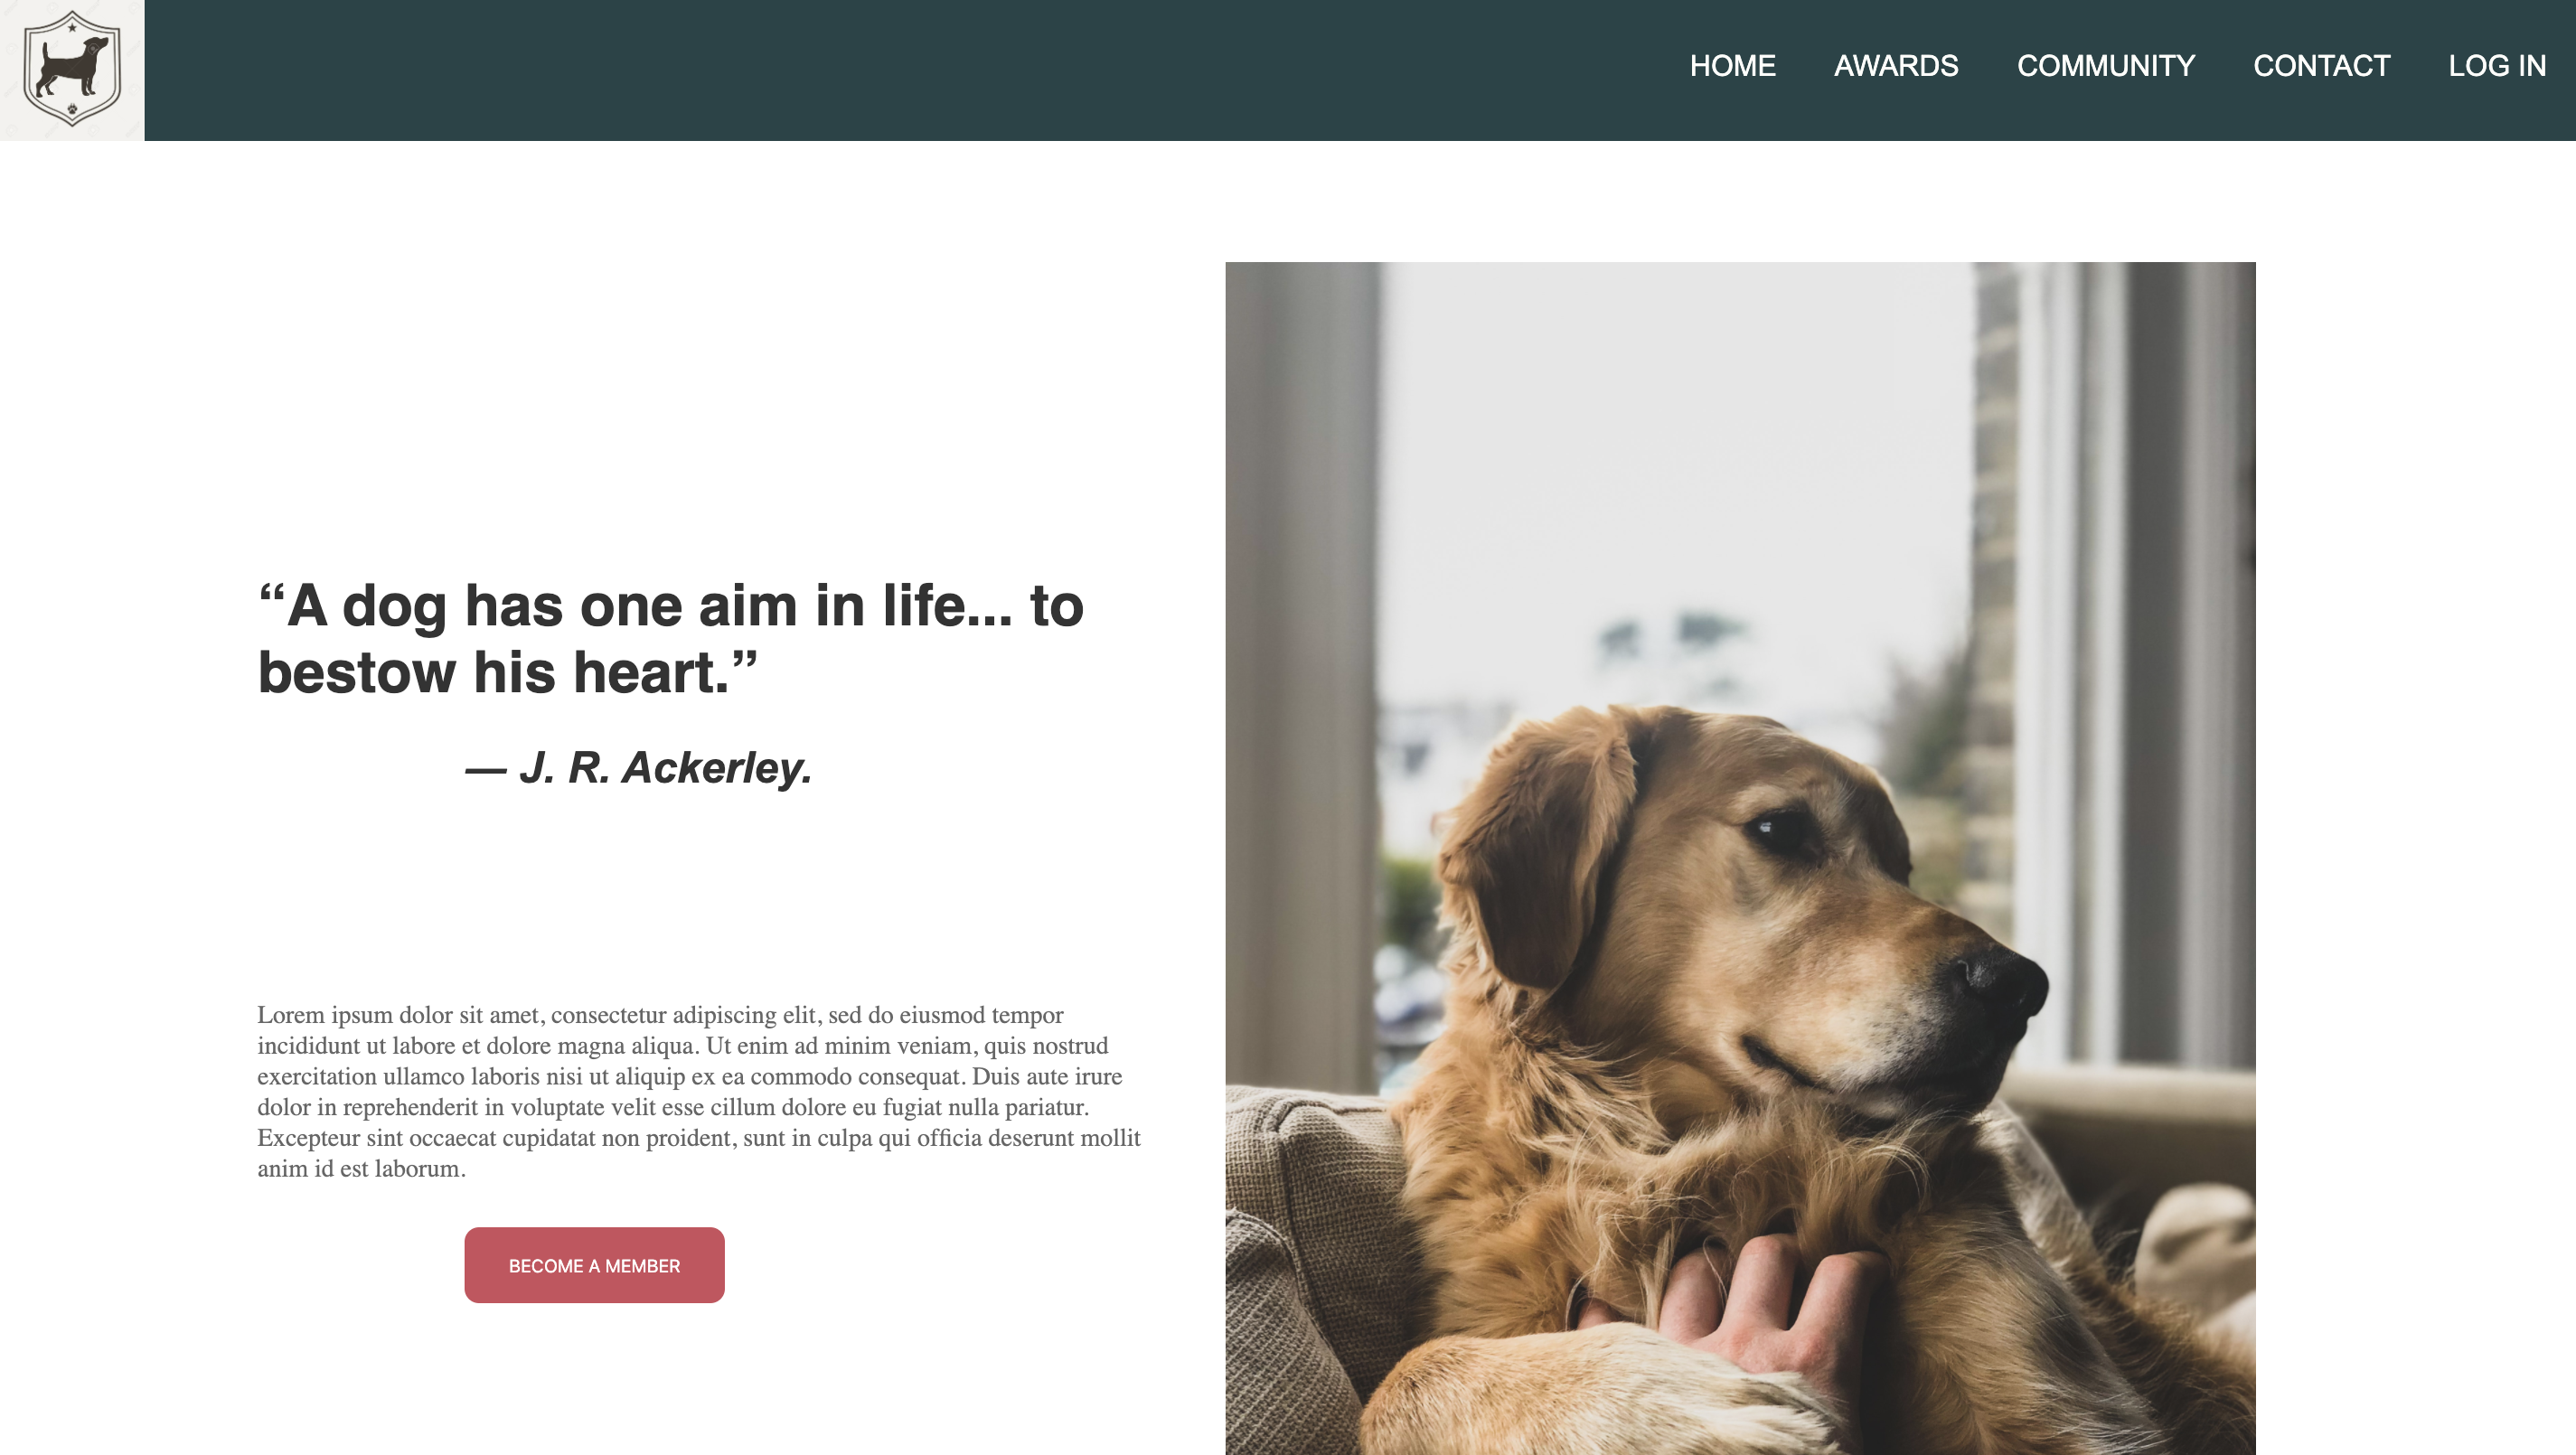 HOME AWARDS COMMUNITY CONTACT LOG IN
“A dog has one aim in life... to
bestow his heart.”
— J. R. Ackerley.
Lorem ipsum dolor sit amet, consectetur adipiscing elit, sed do eiusmod tempor
incididunt ut labore et dolore magna aliqua. Ut enim ad minim veniam, quis nostrud
exercitation ullamco laboris nisi ut aliquip ex ea commodo consequat. Duis aute irure
dolor in reprehenderit in voluptate velit esse cillum dolore eu fugiat nulla pariatur.
Excepteur sint occaecat cupidatat non proident, sunt in culpa qui officia deserunt mollit
anim id est laborum.
BECOME A MEMBER